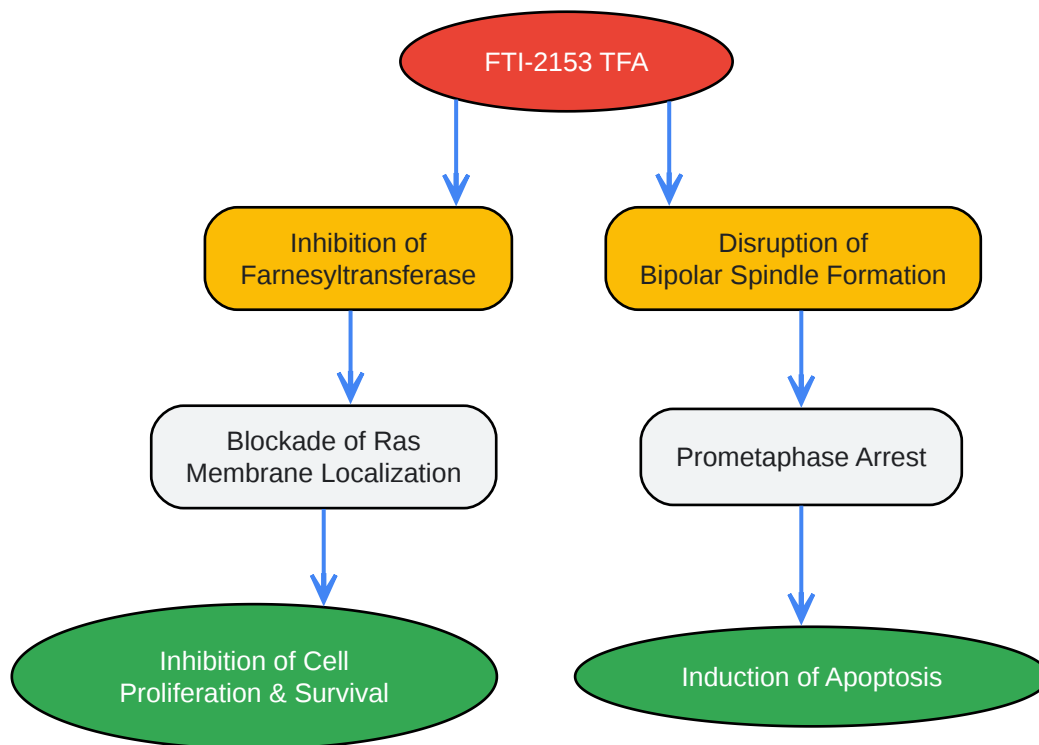 FTI-2153 TFA
Inhibition of
Farnesyltransferase
Disruption of
Bipolar Spindle Formation
Blockade of Ras
Membrane Localization
Prometaphase Arrest
Inhibition of Cell
Proliferation & Survival
Induction of Apoptosis